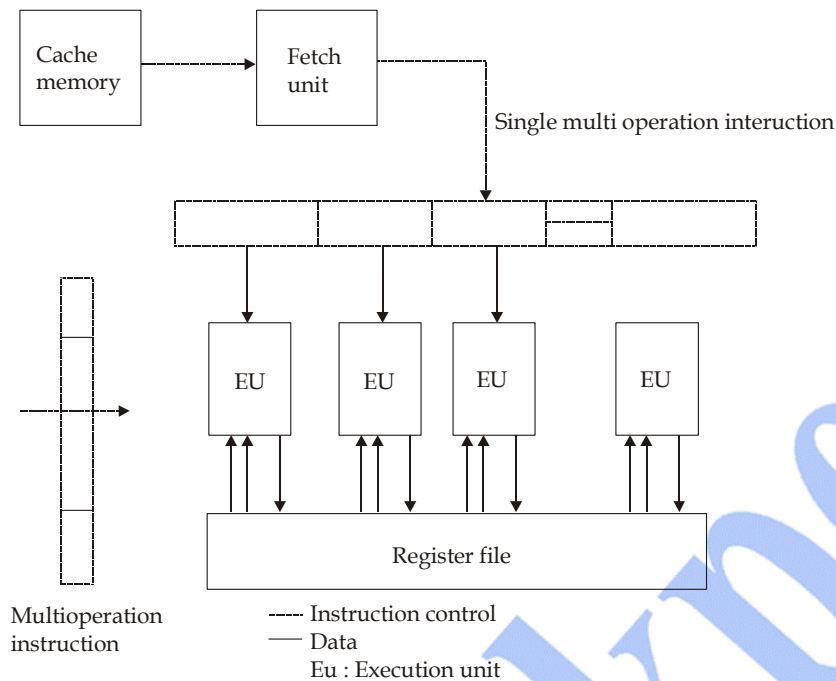 Cache
memory
Fetch
unit
Single multi operation interuction
EU
EU
EU
EU
Register file
Multioperation
instruction
Instruction control
Data
Eu : Execution unit